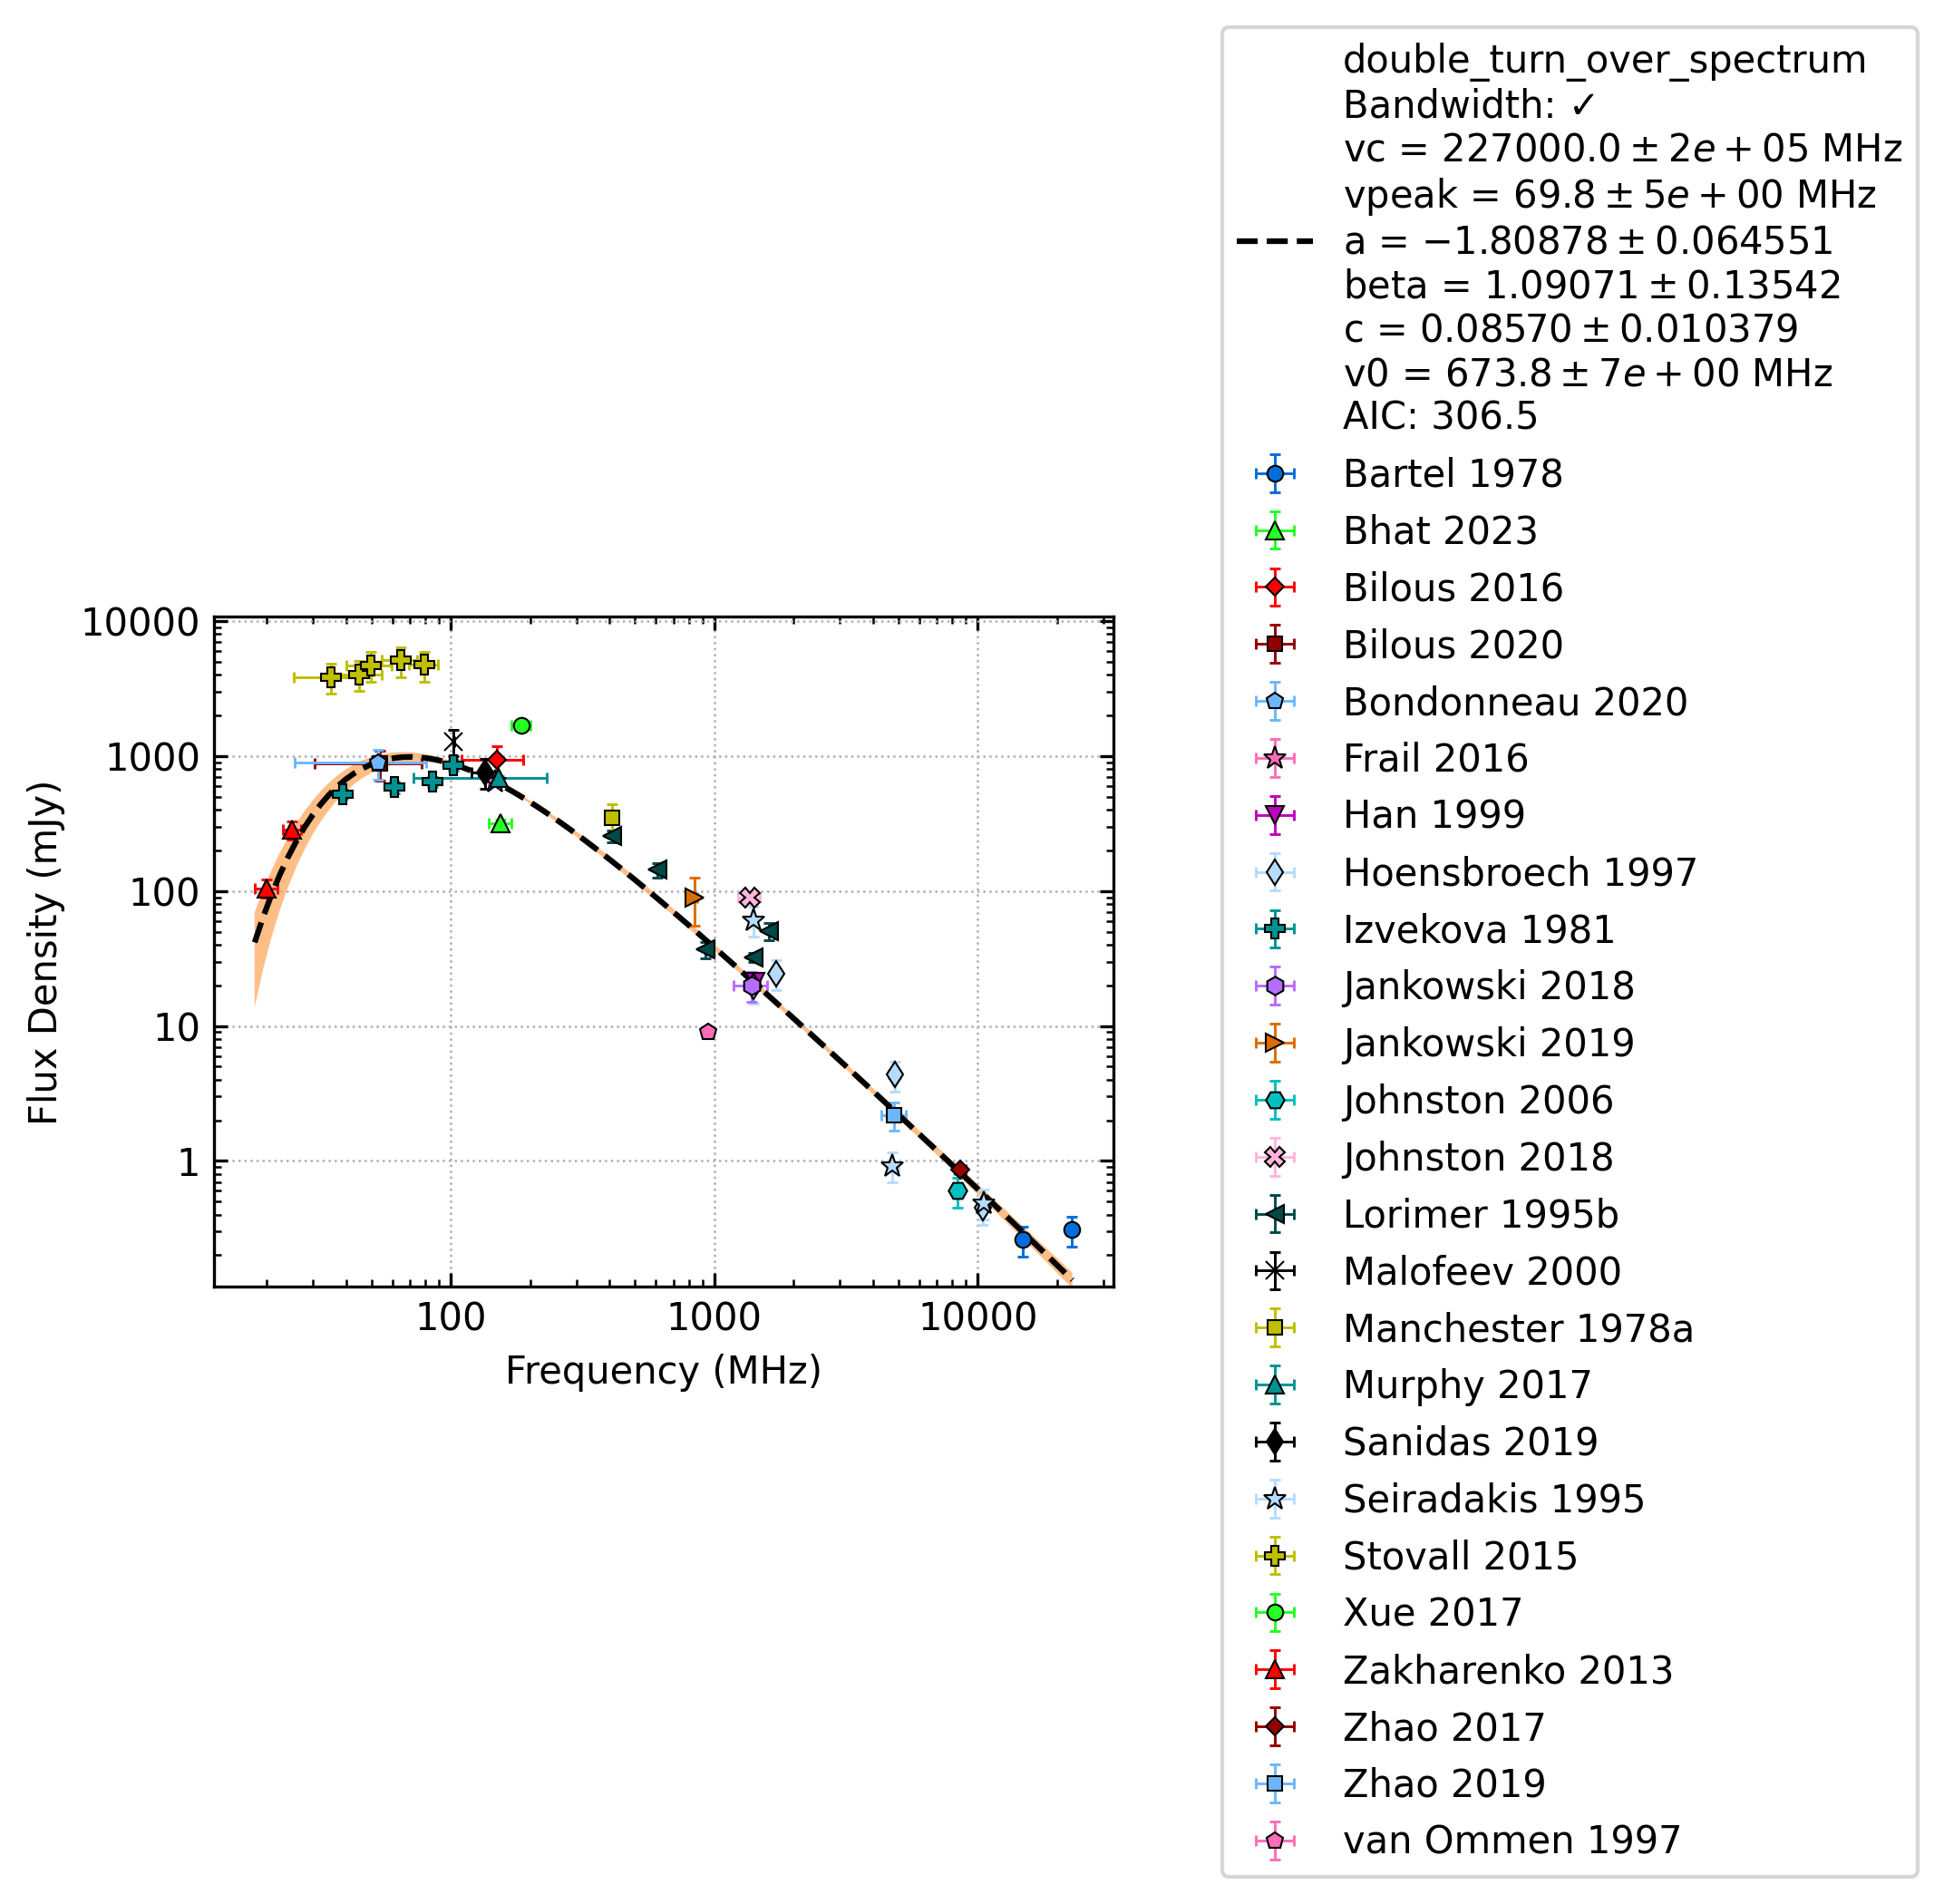 double_turn_over_spectrum
Bandwidth: ✓
vc = 227000.0 ± 2e + 05 MHz
vpeak = 69.8 ± 5e + 00 MHz
a = −1.80878 ± 0.064551
beta = 1.09071 ± 0.13542
c = 0.08570 ± 0.010379
v0 = 673.8 ± 7e + 00 MHz
AIC: 306.5
Bartel 1978
Bhat 2023
Bilous 2016
Bilous 2020
Bondonneau 2020
Frail 2016
Han 1999
Hoensbroech 1997
Izvekova 1981
Jankowski 2018
Jankowski 2019
Johnston 2006
Johnston 2018
Lorimer 1995b
Malofeev 2000
Manchester 1978a
Murphy 2017
Sanidas 2019
Seiradakis 1995
Stovall 2015
Xue 2017
Zakharenko 2013
Zhao 2017
Zhao 2019
van Ommen 1997
Flux Density (mJy)
10000
1000
100
10
1
100 1000 10000
Frequency (MHz)